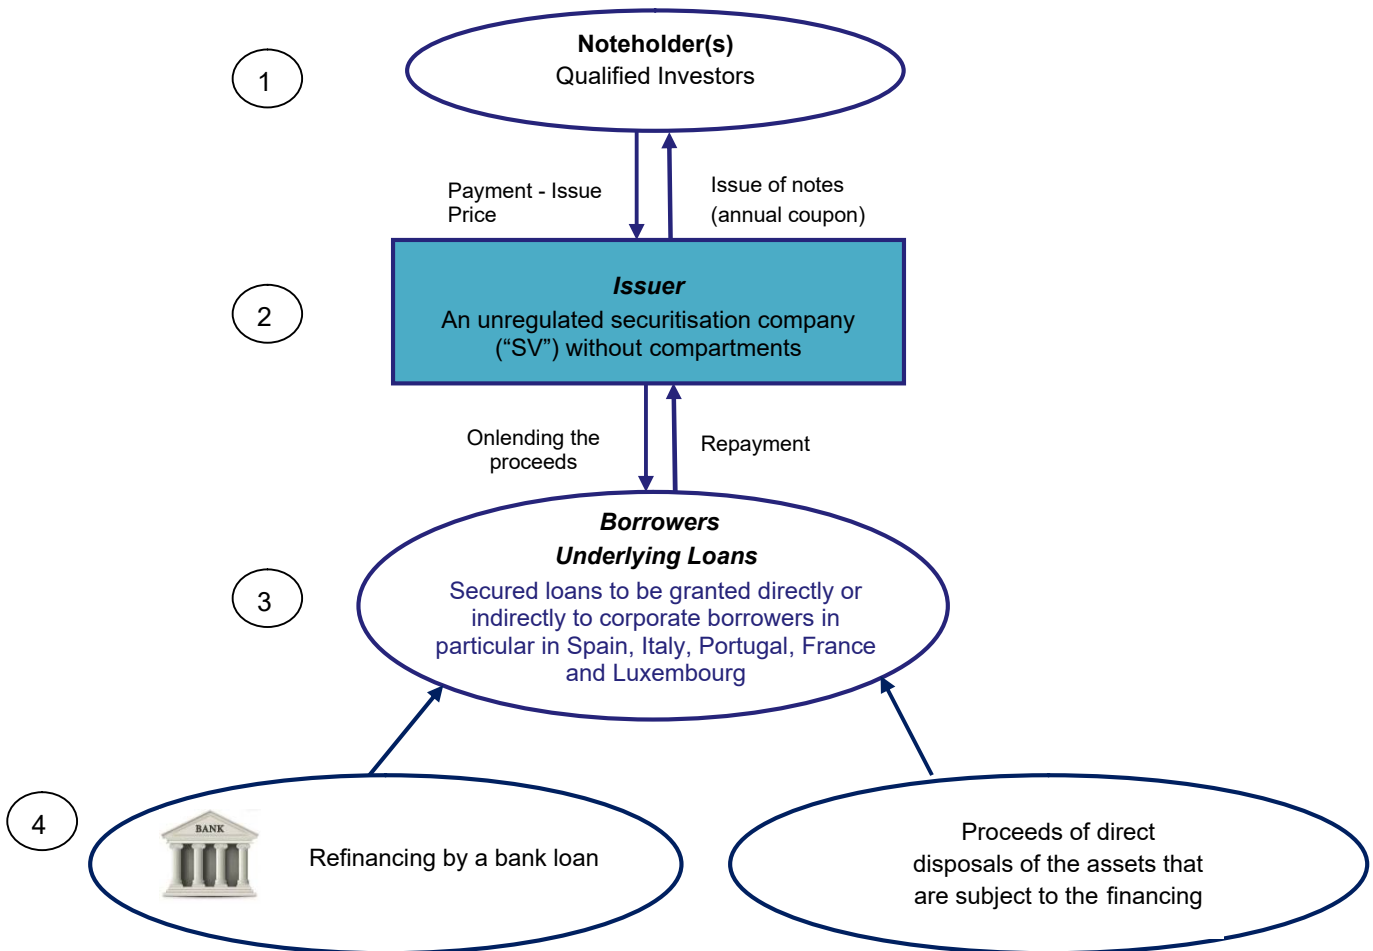 1
Noteholder(s)
Qualified Investors
Payment - Issue
Price
Issue of notes
(annual coupon)
2
Issuer
An unregulated securitisation company
(“SV”) without compartments
Onlending the
proceeds
Repayment
3
Borrowers
Underlying Loans
Secured loans to be granted directly or
indirectly to corporate borrowers in
particular in Spain, Italy, Portugal, France
and Luxembourg
4
BANK
Refinancing by a bank loan
Proceeds of direct
disposals of the assets that
are subject to the financing